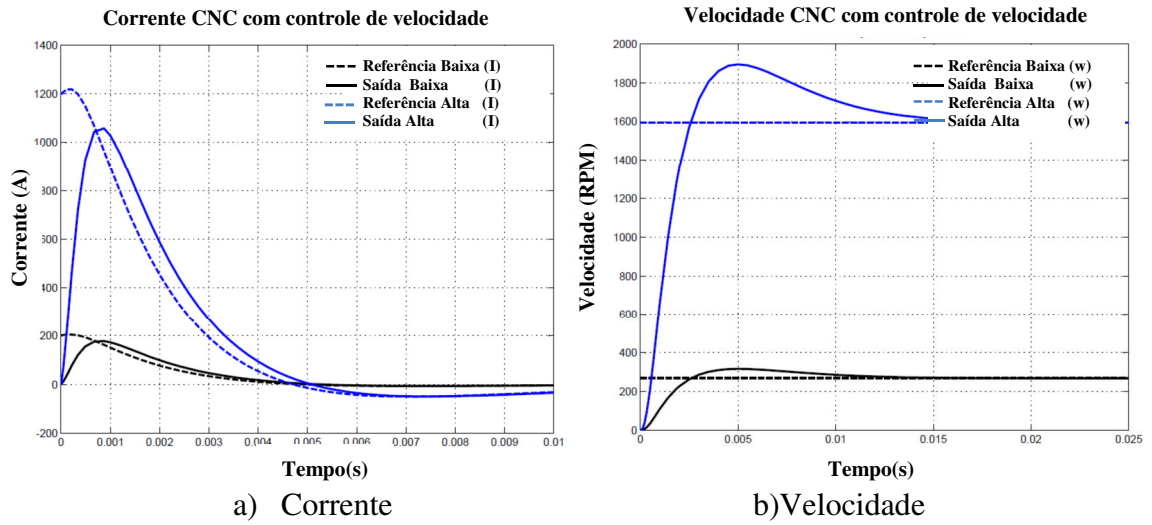 Corrente CNC com controle de velocidade
1400
1200
1000
800
600
400
200
0
-200
Corrente (A)
Referência Baixa (I)
Saída Baixa (I)
Referência Alta (I)
Saída Alta (I)
0 0.001 0.002 0.003 0.004 0.005 0.006 0.007 0.008 0.009 0.01
Tempo(s)
a) Corrente
Velocidade CNC com controle de velocidade
2000
1800
1600
1400
1200
1000
800
600
400
200
0
Velocidade (RPM)
Referência Baixa (w)
Saída Baixa (w)
Referência Alta (w)
Saída Alta (w)
0 0.005 0.01 0.015 0.02 0.025
Tempo(s)
b)Velocidade